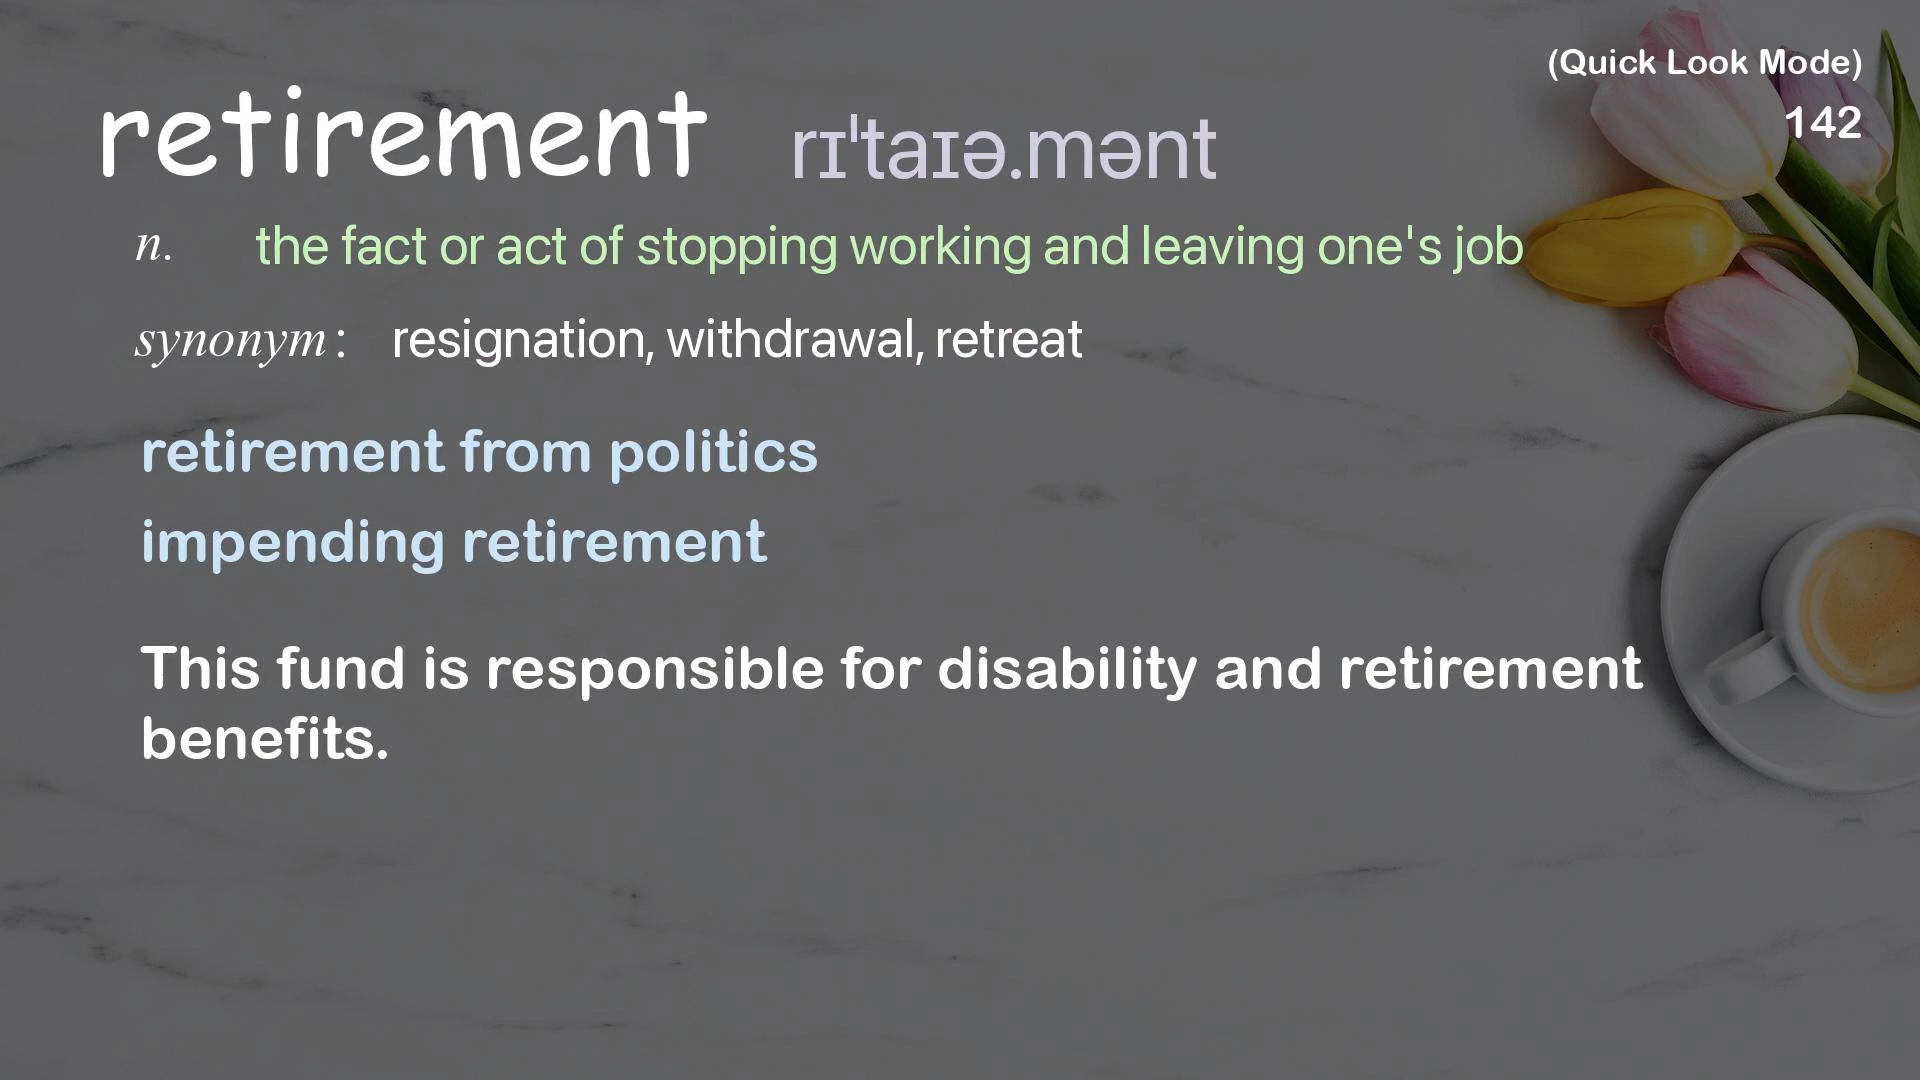 (Quick Look Mode)
142
retirement rɪˈtaɪə.mənt
n. the fact or act of stopping working and leaving one's job
synonym: resignation, withdrawal, retreat
retirement from politics
impending retirement
This fund is responsible for disability and retirement
benefits.